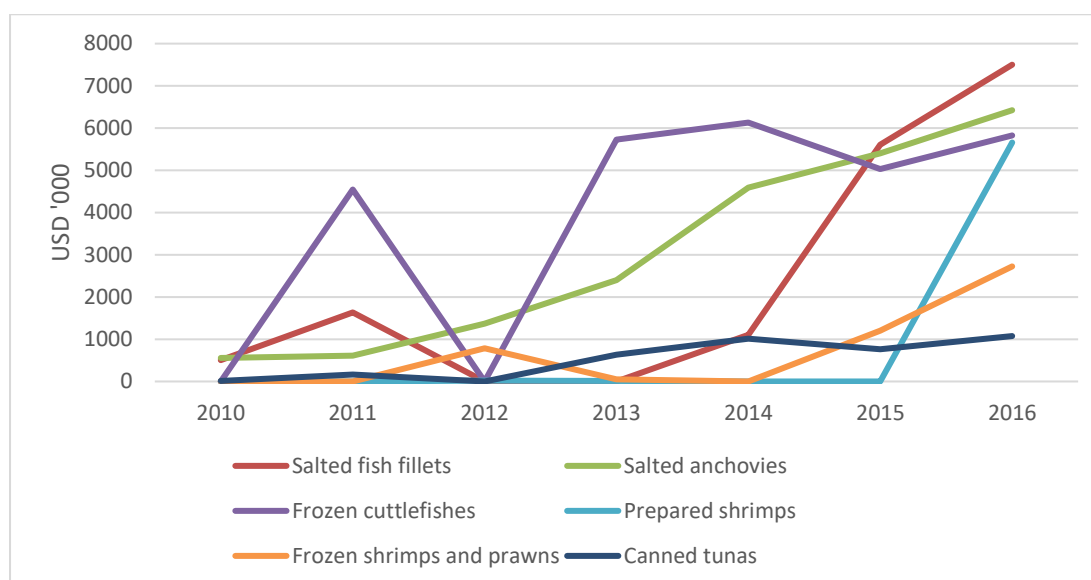 8000
7000
6000
5000
4000
3000
2000
1000
0
USD '000
2010 2011 2012 2013 2014 2015 2016
Salted fish fillets Salted anchovies
Frozen cuttlefishes Prepared shrimps
Frozen shrimps and prawns Canned tunas